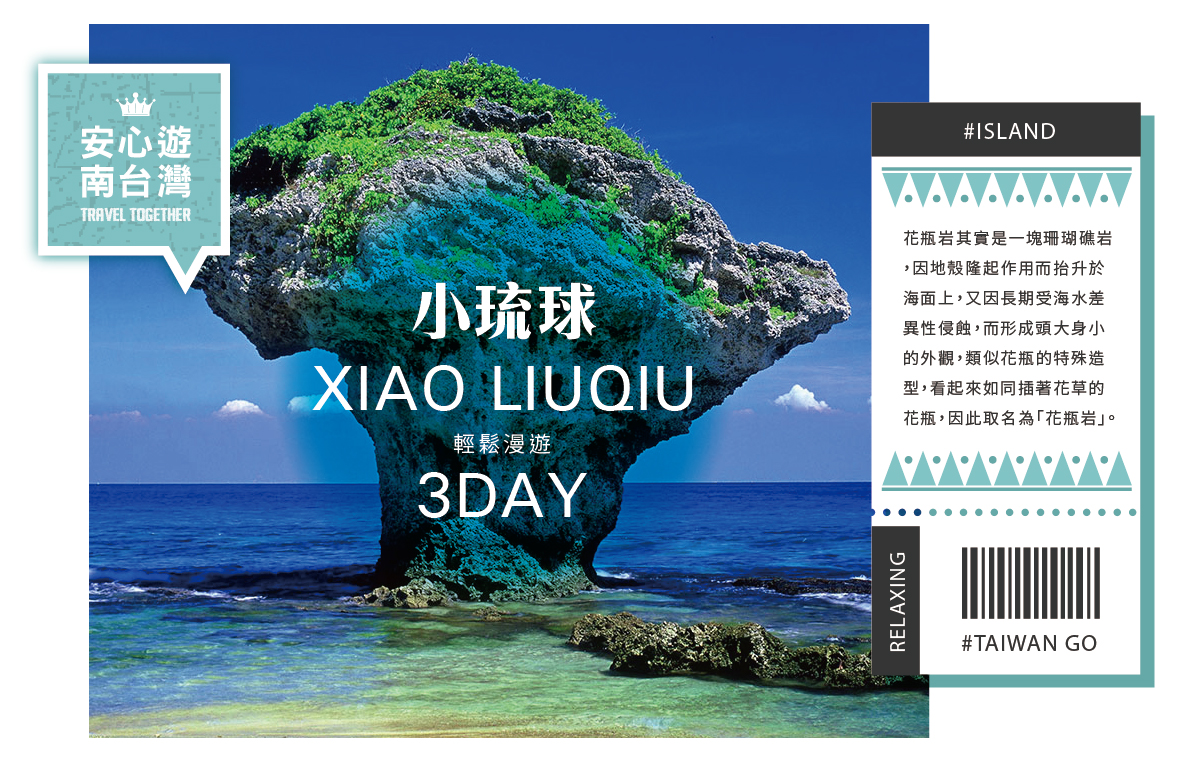 安心遊
南台灣
TRAVEL TOGETHER
小琉球
XIAO LIUQIU
輕鬆漫遊
3DAY
#ISLAND
花瓶岩其實是一塊珊瑚礁岩
，因地殼隆起作用而抬升於
海面上，又因長期受海水差
異性侵蝕，而形成頭大身小
的外觀，類似花瓶的特殊造
型，看起來如同插著花草的
花瓶，因此取名為「花瓶岩」。
RELAXING
#TAIWAN GO